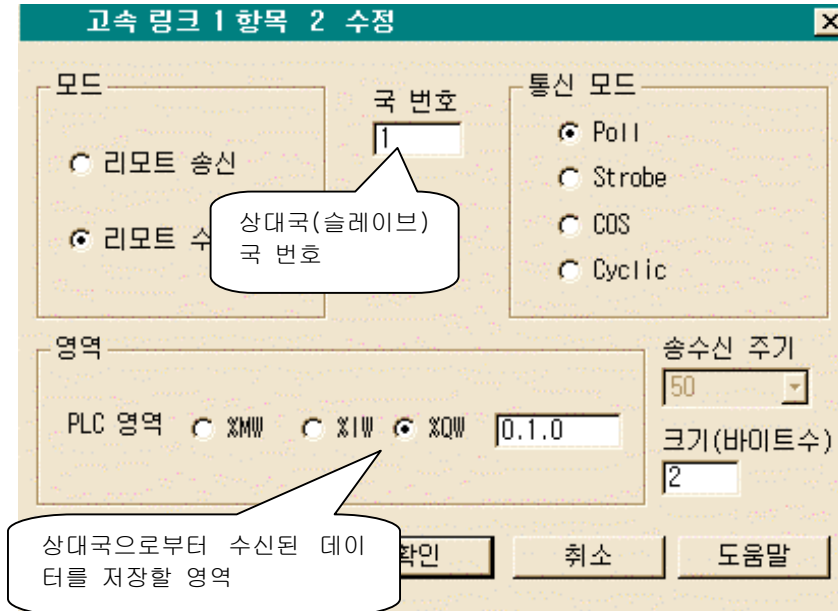 고속 링크 1 항목 2 수정
모드
국 번호
통신 모드
1
Poll
리모트 송신
Strobe
상대국(슬레이브)
국 번호
리모트 수
COS
Cyclic
영역
송수신 주기
50
PLC 영역 %MW %IW %QW 0.1.0
크기(바이트수)
2
상대국으로부터 수신된 데이
터를 저장할 영역
확인 취소 도움말